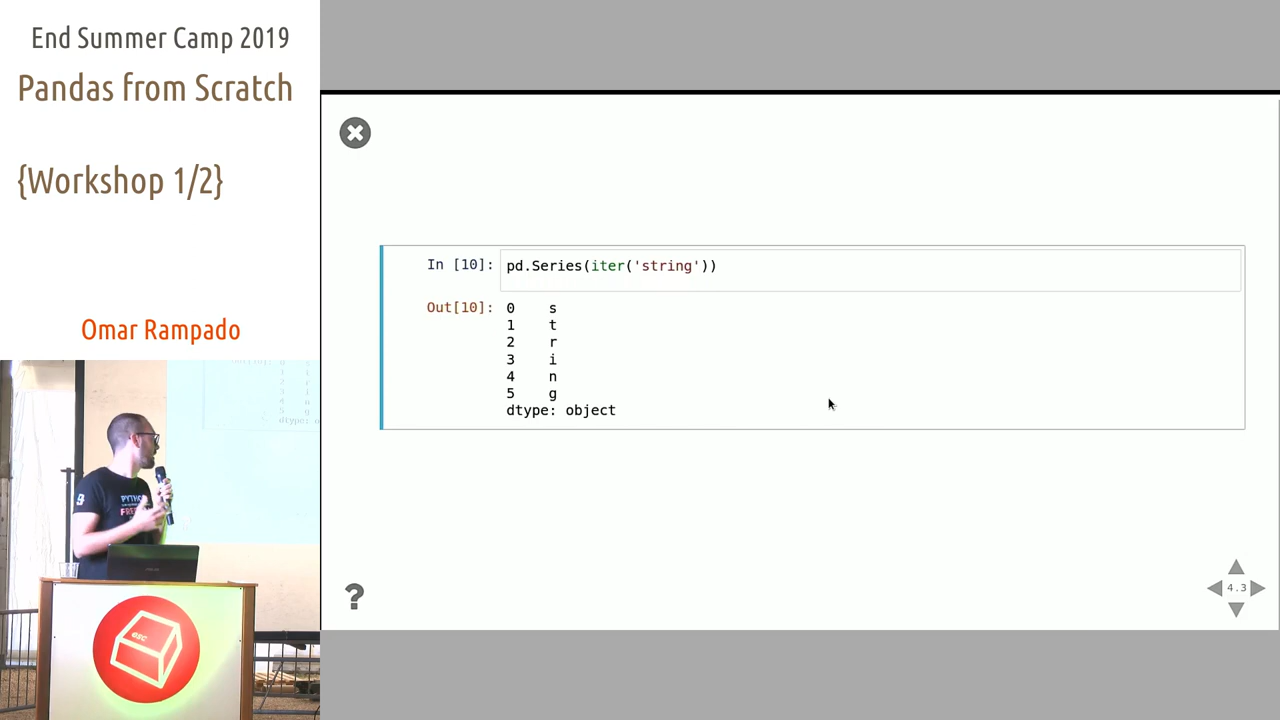 End Summer Camp 2019
Pandas from Scratch
{Workshop 1/2}
Omar Rampado
In [10]: pd.Series(iter('string'))
Out[10]: 0 s
1 t
2 r
3 i
4 n
5 g
dtype: object
?
4.3
esc